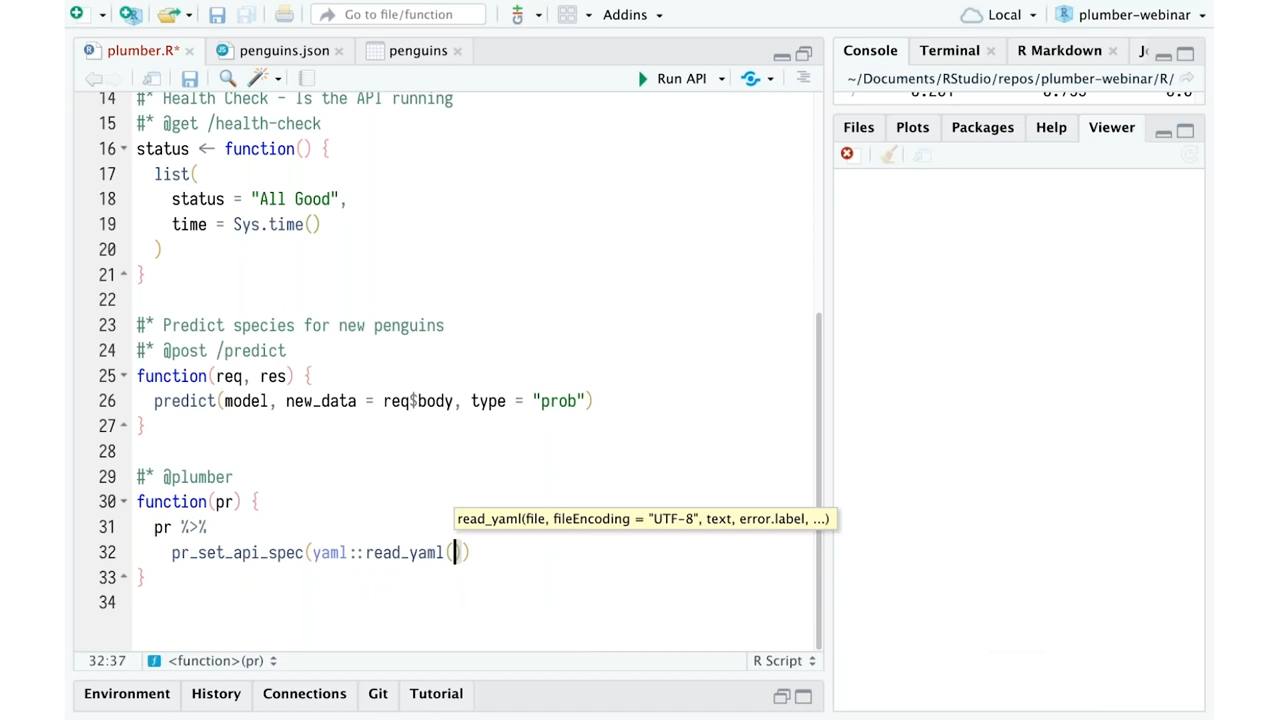 Go to file/function
Addins
Local
plumber-webinar
plumber.R*
penguins.json
penguins
Run API
14 #* Health Check - Is the API running
15 #* @get /health-check
16 status ← function() {
17 list(
18 status = "All Good",
19 time = Sys.time()
20 )
21 }
22
23 #* Predict species for new penguins
24 #* @post /predict
25 function(req, res) {
26 predict(model, new_data = req$body, type = "prob")
27 }
28
29 #* @plumber
30 function(pr) {
read_yaml(file, fileEncoding = "UTF-8", text, error.label, ...)
31 pr %>%
32 pr_set_api_spec(yaml::read_yaml())
33 }
34
32:37
<function>(pr)
R Script
Environment
History
Connections
Git
Tutorial
Console
Terminal
R Markdown
~/Documents/RStudio/repos/plumber-webinar/R/
Files
Plots
Packages
Help
Viewer